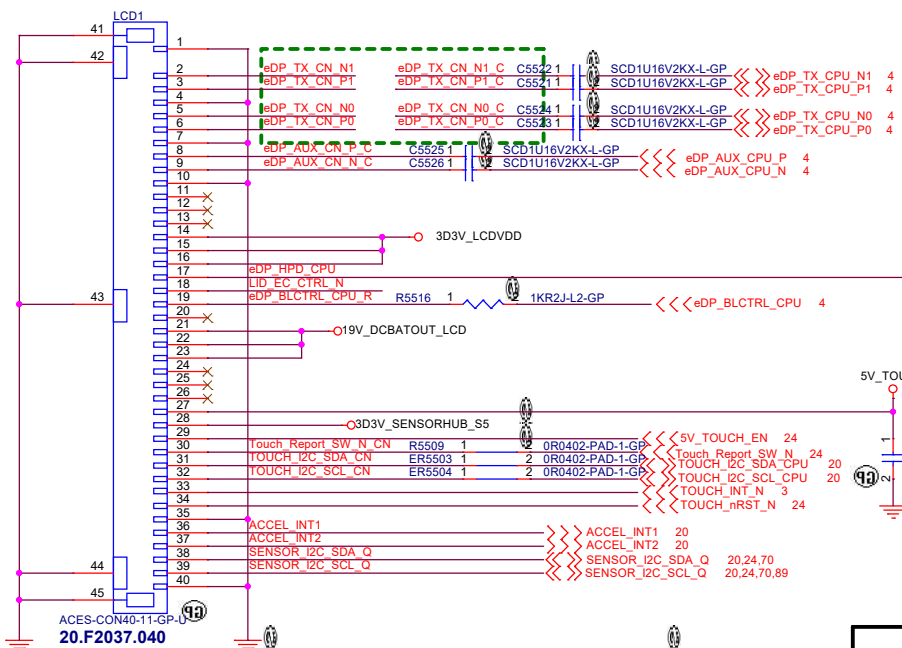 LCD1
41
42
1
2 eDP_TX_CN_N1 eDP_TX_CN_N1_C C5522 1 2 SCD1U16V2KX-L-GP eDP_TX_CPU_N1 4
3 eDP_TX_CN_P1 eDP_TX_CN_P1_C C5521 1 2 SCD1U16V2KX-L-GP eDP_TX_CPU_P1 4
4
5 eDP_TX_CN_N0 eDP_TX_CN_N0_C C5524 1 2 SCD1U16V2KX-L-GP eDP_TX_CPU_N0 4
6 eDP_TX_CN_P0 eDP_TX_CN_P0_C C5523 1 2 SCD1U16V2KX-L-GP eDP_TX_CPU_P0 4
7
8 eDP_AUX_CN_P_C C5525 1 2 SCD1U16V2KX-L-GP eDP_AUX_CPU_P 4
9 eDP_AUX_CN_N_C C5526 1 2 SCD1U16V2KX-L-GP eDP_AUX_CPU_N 4
10
11
12
13
14 3D3V_LCDVDD
15
16
17 eDP_HPD_CPU
18 LID_EC_CTRL_N
43 19 eDP_BLCTRL_CPU_R R5516 1 2 1KR2J-L2-GP eDP_BLCTRL_CPU 4
20
21 19V_DCBATOUT_LCD
22
23
24
25
26
27 5V_TOU
28 3D3V_SENSORHUB_S5
29 5V_TOUCH_EN 24
30 Touch_Report_SW_N_CN R5509 1 2 0R0402-PAD-1-GP Touch_Report_SW_N 24
31 TOUCH_I2C_SDA_CN ER5503 1 2 0R0402-PAD-1-GP TOUCH_I2C_SDA_CPU 20
32 TOUCH_I2C_SCL_CN ER5504 1 2 0R0402-PAD-1-GP TOUCH_I2C_SCL_CPU 20
33 TOUCH_INT_N 3
34 TOUCH_nRST_N 24
1
2
GP
35
36 ACCEL_INT1 ACCEL_INT1 20
37 ACCEL_INT2 ACCEL_INT2 20
38 SENSOR_I2C_SDA_Q SENSOR_I2C_SDA_Q 20,24,70
39 SENSOR_I2C_SCL_Q SENSOR_I2C_SCL_Q 20,24,70,89
44
40
45
ACES-CON40-11-GP-U
GP
20.F2037.040